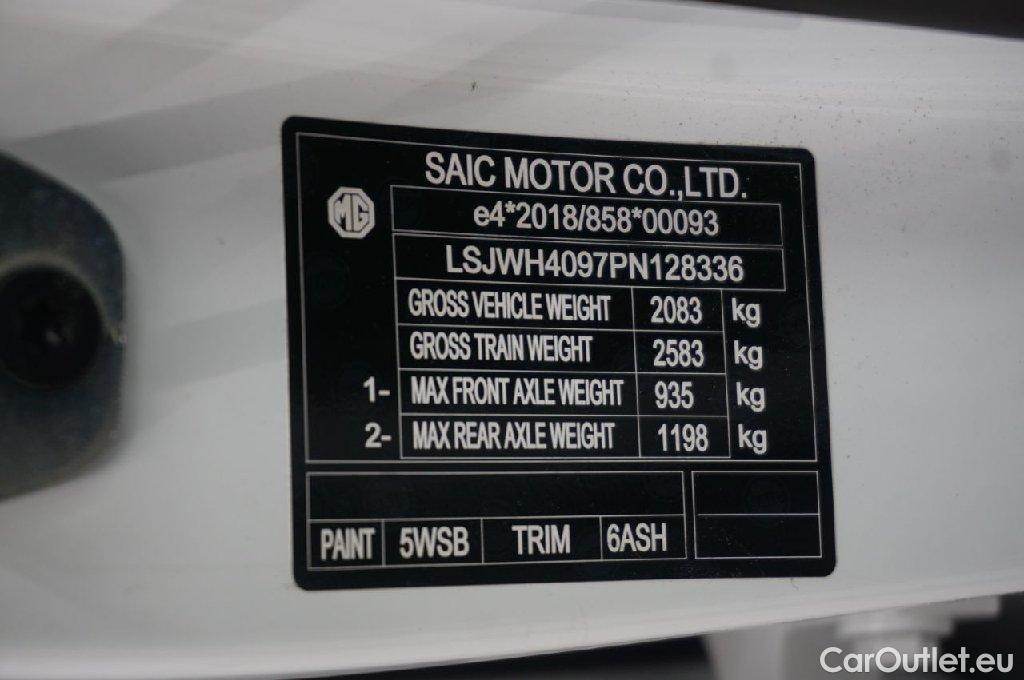 SAIC MOTOR CO.,LTD.
MG
e4*2018/858*00093
LSJWH4097PN128336
GROSS VEHICLE WEIGHT 2083 kg
GROSS TRAIN WEIGHT 2583 kg
1- MAX FRONT AXLE WEIGHT 935 kg
2- MAX REAR AXLE WEIGHT 1198 kg
PAINT 5WSB TRIM 6ASH
CarOutlet.eu